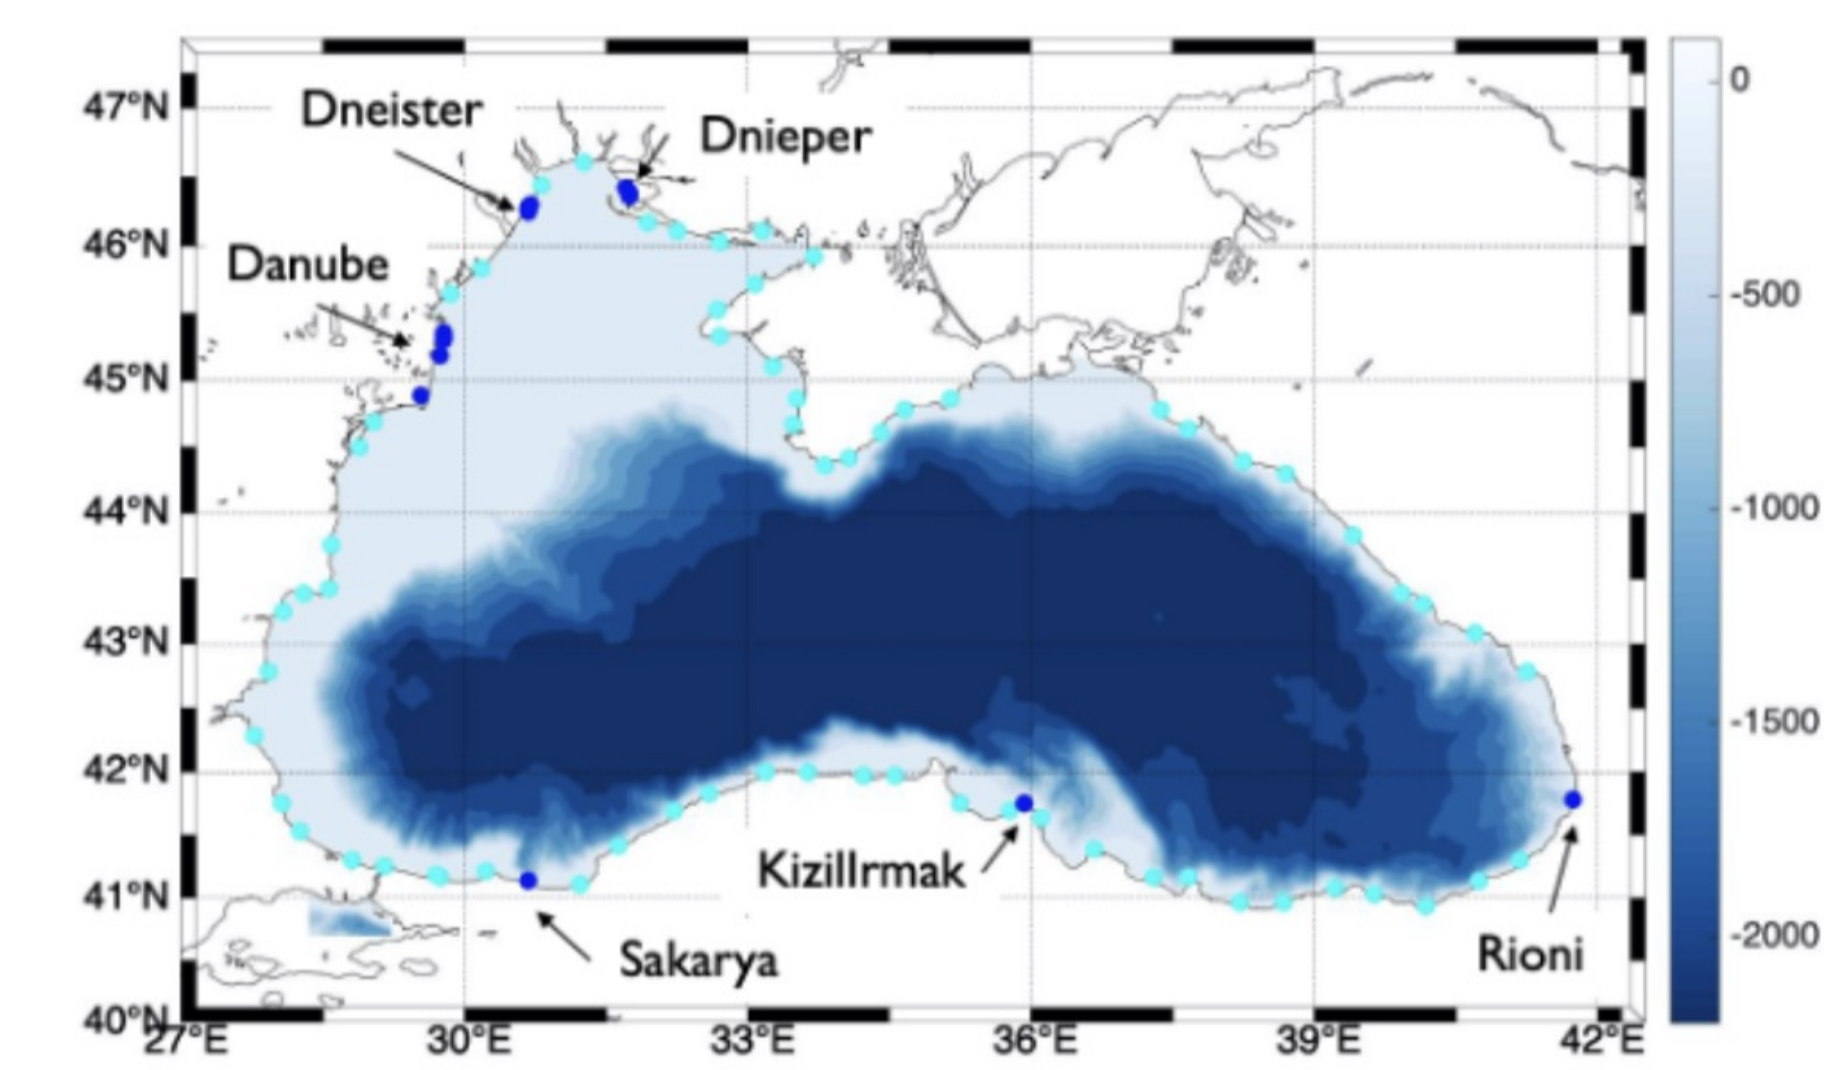 Dneister
Dnieper
Danube
Kizillrmak
Sakarya
Rioni
47°N
46°N
45°N
44°N
43°N
42°N
41°N
40°N
27°E
30°E
33°E
36°E
39°E
42°E
0
-500
-1000
-1500
-2000